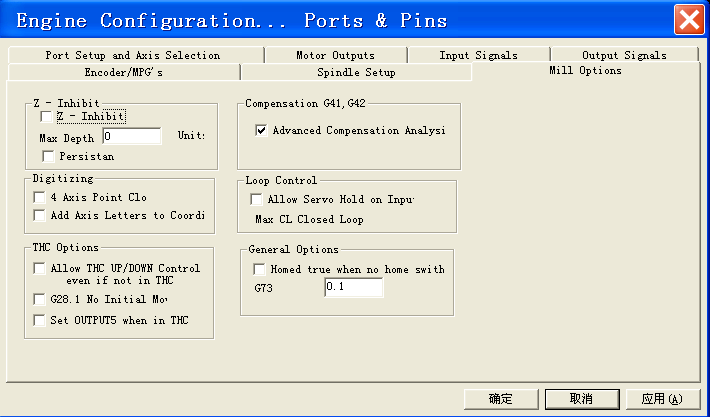 Engine Configuration... Ports & Pins
Port Setup and Axis Selection
Motor Outputs
Input Signals
Output Signals
Encoder/MPG's
Spindle Setup
Mill Options
Z - Inhibit
Z - Inhibit
Max Depth 0 Unit:
Persistan
Digitizing
4 Axis Point Clo
Add Axis Letters to Coordi
THC Options
Allow THC UP/DOWN Control
even if not in THC
G28.1 No Initial Mo
Set OUTPUT5 when in THC
Compensation G41,G42
Advanced Compensation Analysi
Loop Control
Allow Servo Hold on Inpu
Max CL Closed Loop
General Options
Homed true when no home swith
G73 0.1
确定
取消
应用(A)